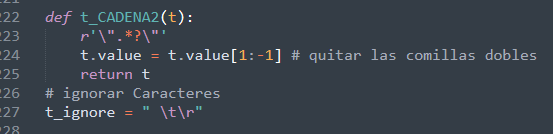 222 def t_CADENA2(t):
223 r'\".*?\"'
224 t.value = t.value[1:-1] # quitar las comillas dobles
225 return t
226 # ignorar Caracteres
227 t_ignore = " \t\r"
228